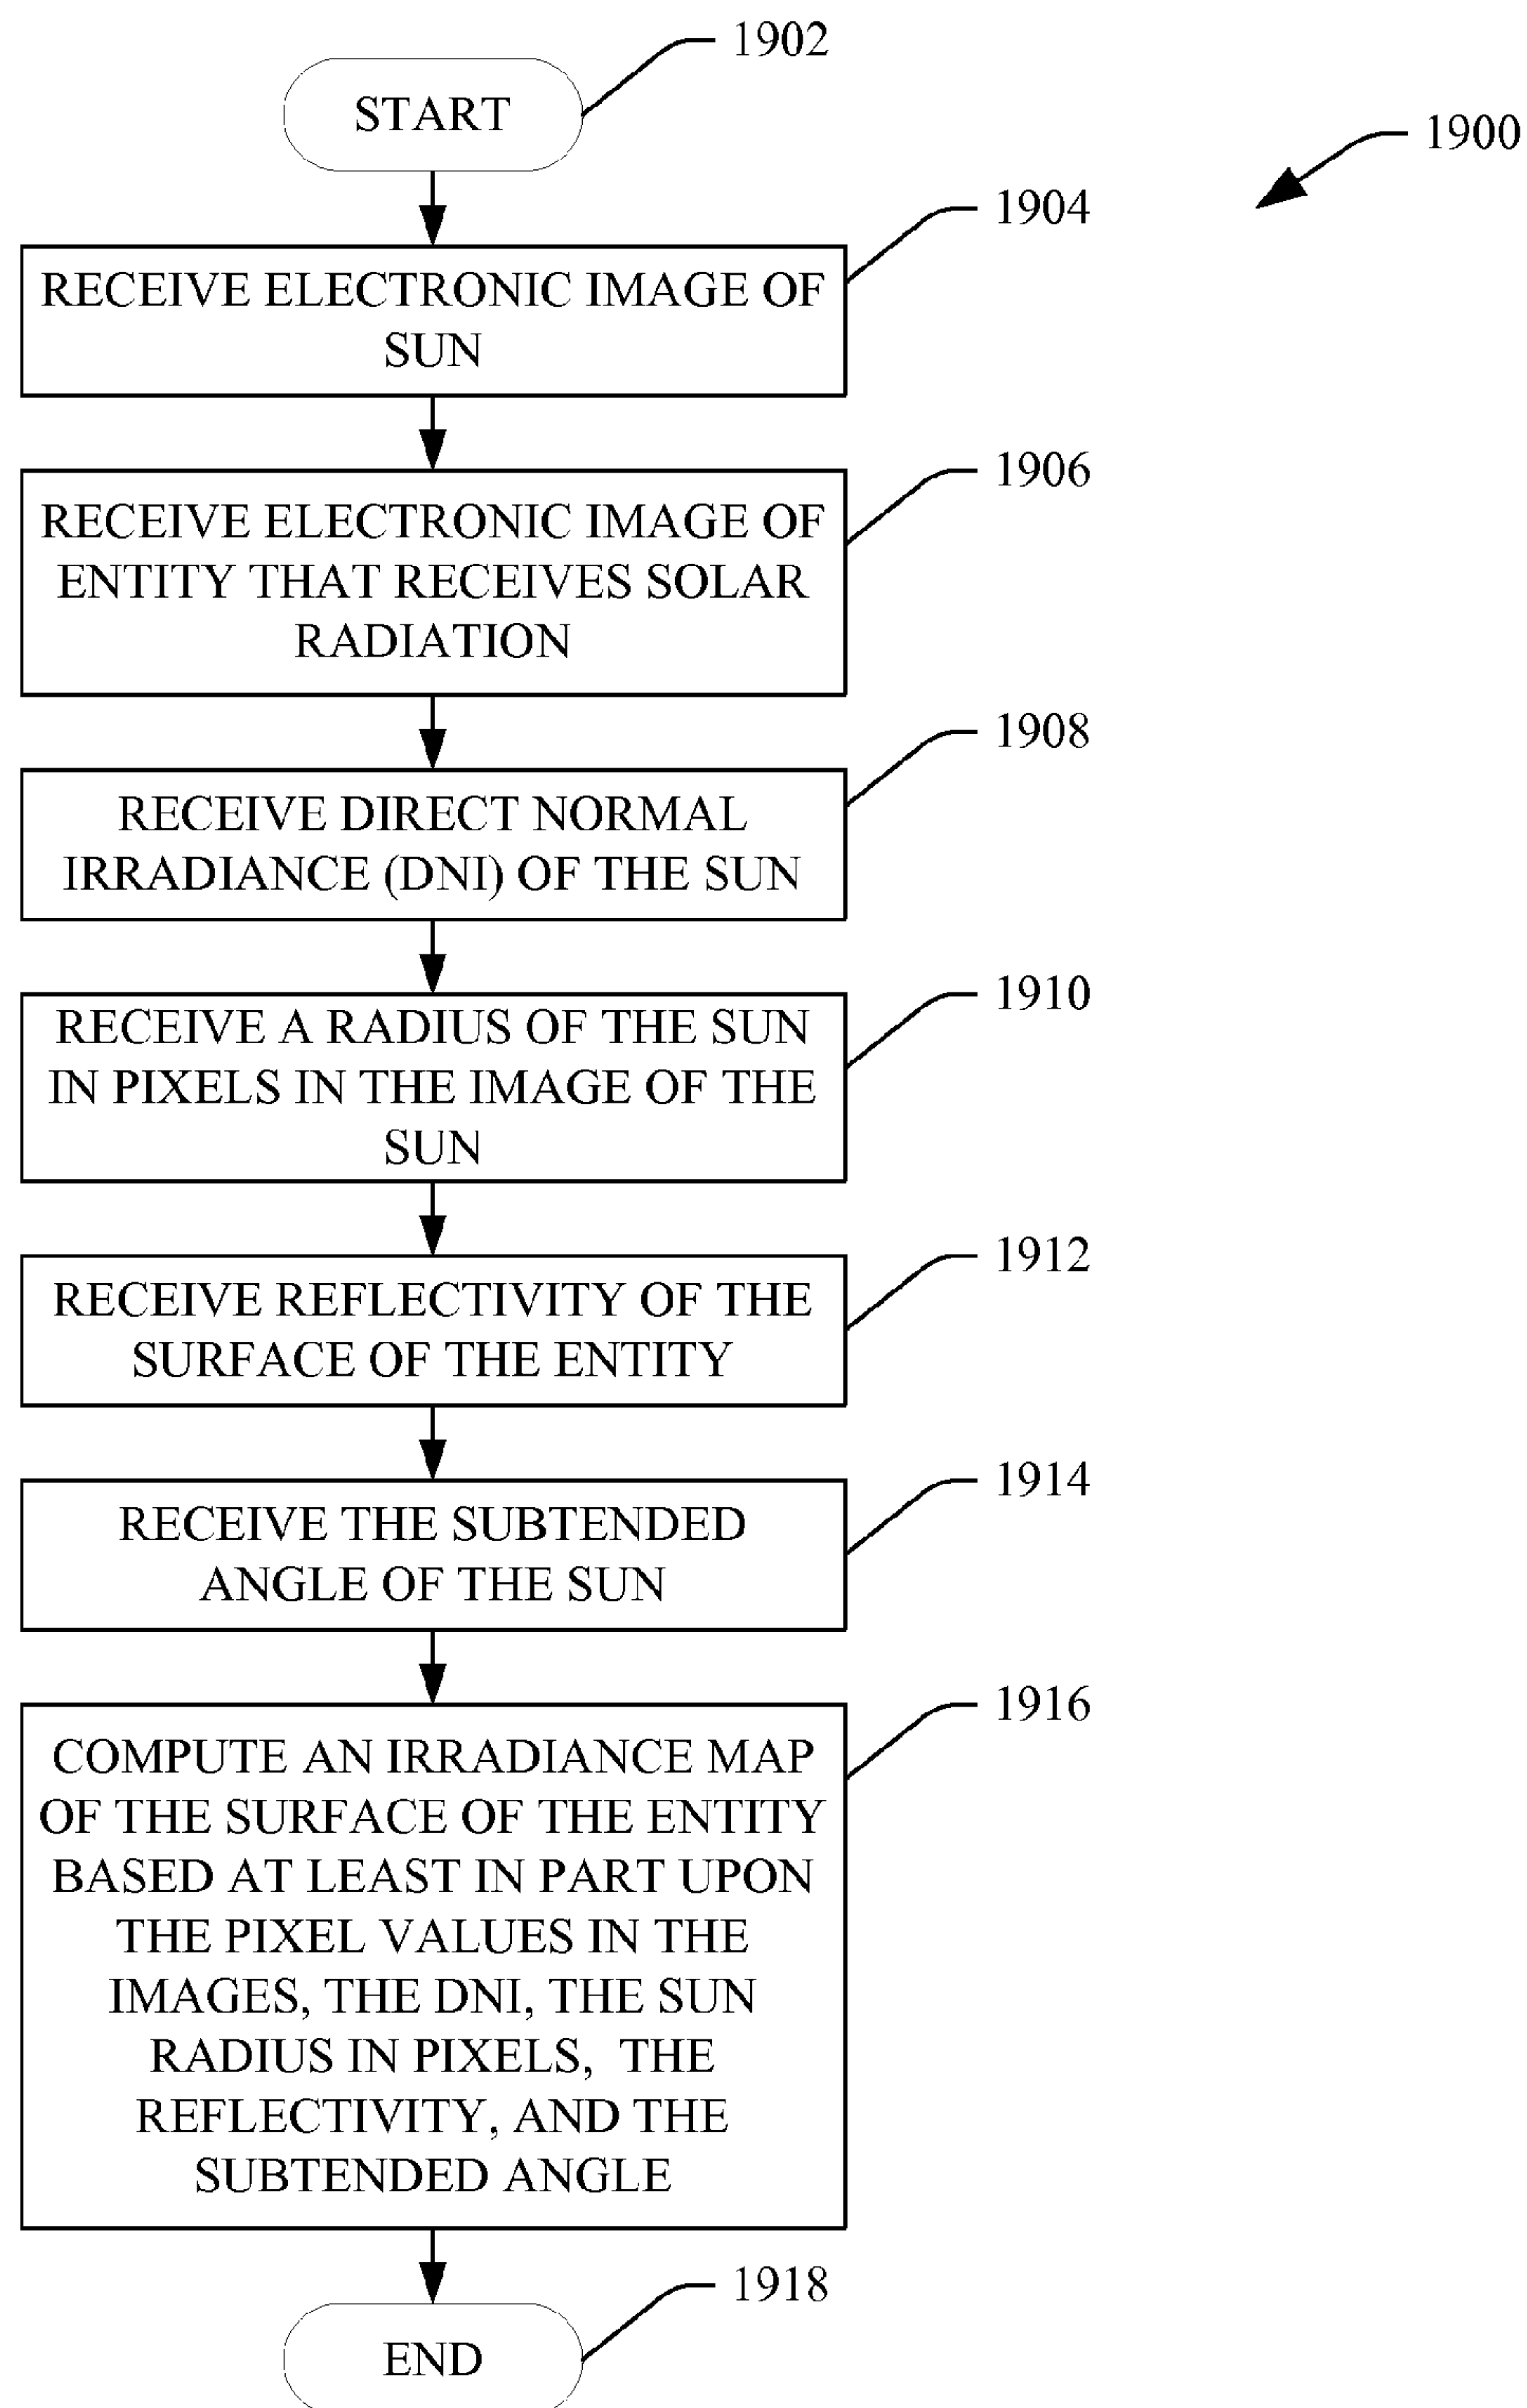 1902
START
1900
1904
RECEIVE ELECTRONIC IMAGE OF
SUN
1906
RECEIVE ELECTRONIC IMAGE OF
ENTITY THAT RECEIVES SOLAR
RADIATION
1908
RECEIVE DIRECT NORMAL
IRRADIANCE (DNI) OF THE SUN
1910
RECEIVE A RADIUS OF THE SUN
IN PIXELS IN THE IMAGE OF THE
SUN
1912
RECEIVE REFLECTIVITY OF THE
SURFACE OF THE ENTITY
1914
RECEIVE THE SUBTENDED
ANGLE OF THE SUN
1916
COMPUTE AN IRRADIANCE MAP
OF THE SURFACE OF THE ENTITY
BASED AT LEAST IN PART UPON
THE PIXEL VALUES IN THE
IMAGES, THE DNI, THE SUN
RADIUS IN PIXELS, THE
REFLECTIVITY, AND THE
SUBTENDED ANGLE
1918
END